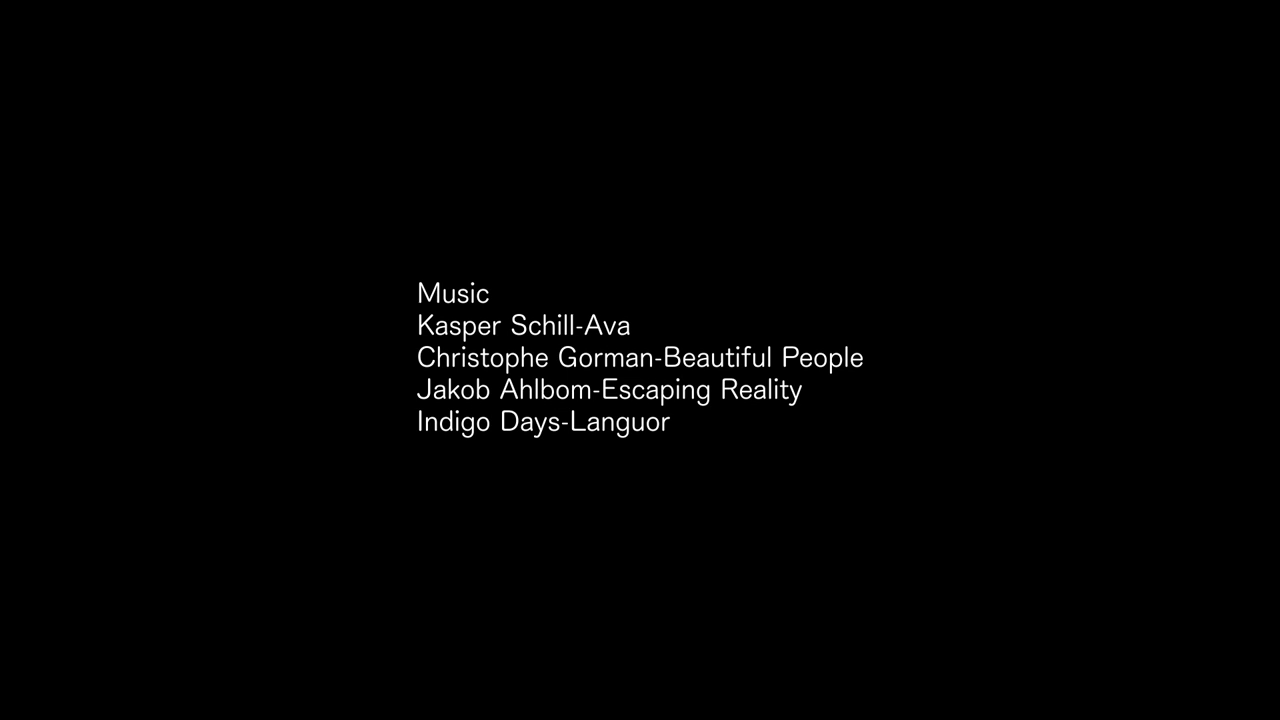 Music
Kasper Schill-Ava
Christophe Gorman-Beautiful People
Jakob Ahlbom-Escaping Reality
Indigo Days-Languor